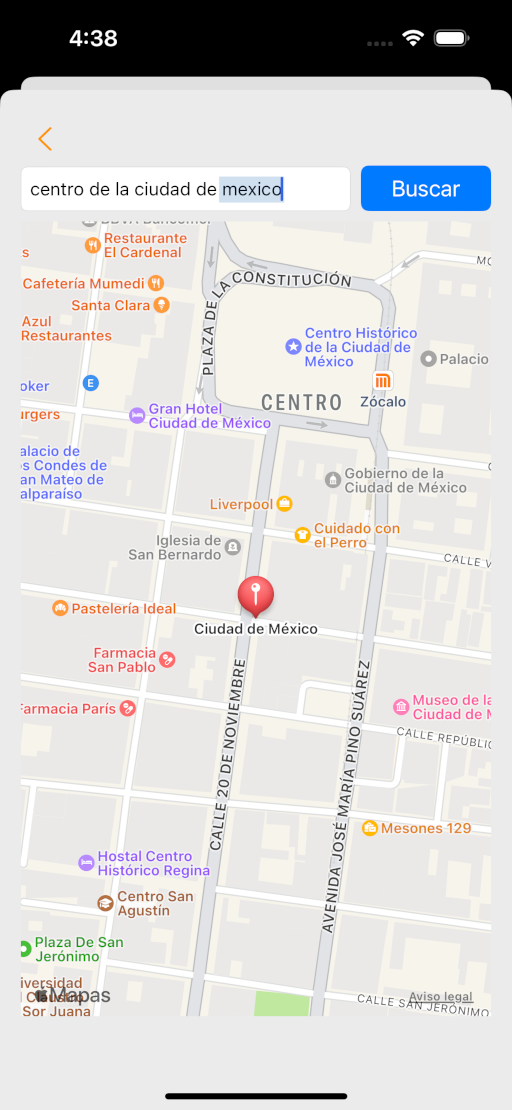 4:38
centro de la ciudad de mexico
Buscar
BBVA Bancomer
Restaurante
El Cardenal
s
MO
Cafetería Mumedi
PLAZA DE LA CONSTITUCIÓN
Santa Clara
Azul
Restaurantes
Centro Histórico
de la Ciudad de
México
Palacio
oker
E
CENTRO
Zócalo
urgers
Gran Hotel
Ciudad de México
alacio de
os Condes de
an Mateo de
alparaíso
Gobierno de la
Ciudad de México
Liverpool
Cuidado con
el Perro
Iglesia de
San Bernardo
CALLE V
Pastelería Ideal
Ciudad de México
Farmacia
San Pablo
Farmacia París
Museo de la
Ciudad de M
CALLE REPÚBLIC
CALLE 20 DE NOVIEMBRE
AVENIDA JOSÉ MARÍA PINO SUÁREZ
Mesones 129
Hostal Centro
Histórico Regina
Centro San
Agustín
Plaza De San
Jerónimo
iversidad
Claustro
Sor Juana
Mapas
Aviso legal
CALLE SAN JERÓNIMO